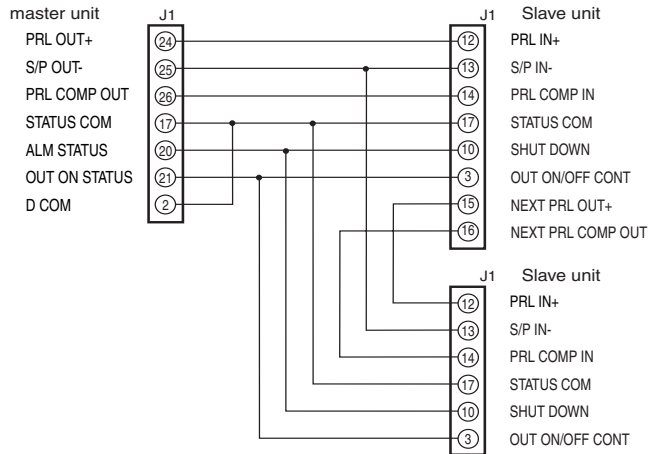 master unit J1 J1 Slave unit
PRL OUT+ 24 12 PRL IN+
S/P OUT- 25 13 S/P IN-
PRL COMP OUT 26 14 PRL COMP IN
STATUS COM 17 17 STATUS COM
ALM STATUS 20 10 SHUT DOWN
OUT ON STATUS 21 3 OUT ON/OFF CONT
D COM 2 15 NEXT PRL OUT+
16 NEXT PRL COMP OUT
J1 Slave unit
12 PRL IN+
13 S/P IN-
14 PRL COMP IN
17 STATUS COM
10 SHUT DOWN
3 OUT ON/OFF CONT